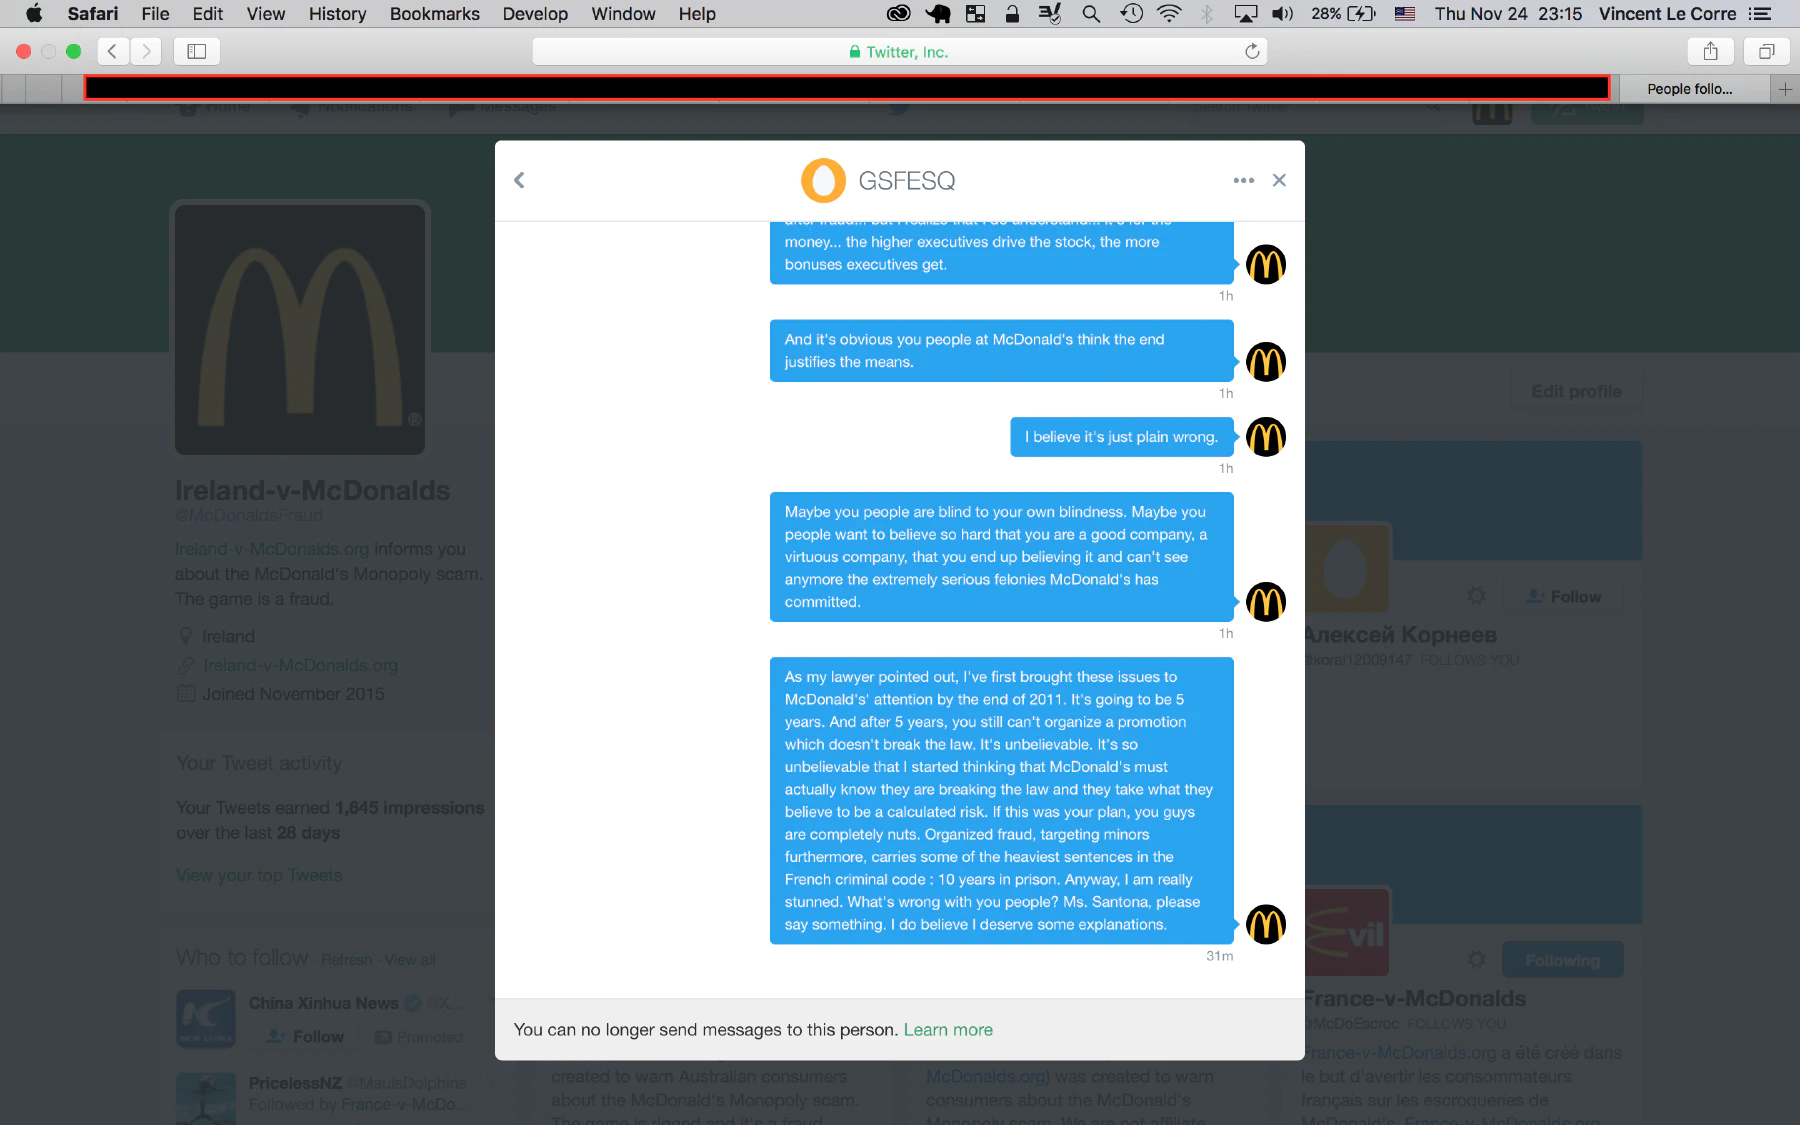 Safari File Edit View History Bookmarks Develop Window Help 28% Thu Nov 24 23:15 Vincent Le Corre
Twitter, Inc.
People follo...
Home Notifications Messages
GSFESQ
money... the higher executives drive the stock, the more
bonuses executives get.
1h
And it's obvious you people at McDonald's think the end
justifies the means.
1h
I believe it's just plain wrong.
1h
Maybe you people are blind to your own blindness. Maybe you
people want to believe so hard that you are a good company, a
virtuous company, that you end up believing it and can't see
anymore the extremely serious felonies McDonald's has
committed.
1h
As my lawyer pointed out, I've first brought these issues to
McDonald's' attention by the end of 2011. It's going to be 5
years. And after 5 years, you still can't organize a promotion
which doesn't break the law. It's unbelievable. It's so
unbelievable that I started thinking that McDonald's must
actually know they are breaking the law and they take what they
believe to be a calculated risk. If this was your plan, you guys
are completely nuts. Organized fraud, targeting minors
furthermore, carries some of the heaviest sentences in the
French criminal code : 10 years in prison. Anyway, I am really
stunned. What's wrong with you people? Ms. Santona, please
say something. I do believe I deserve some explanations.
31m
You can no longer send messages to this person. Learn more
Ireland-v-McDonalds
@McDonaldsFraud
Ireland-v-McDonalds.org informs you
about the McDonald's Monopoly scam.
The game is a fraud.
Ireland
Ireland-v-McDonalds.org
Joined November 2015
Your Tweet activity
Your Tweets earned 1,645 impressions
over the last 28 days
View your top Tweets
Who to follow · Refresh · View all
China Xinhua News @X...
Follow Promoted
PricelessNZ @MauisDolphins
Followed by France-v-McDo...
Edit profile
Follow
Алексей Корнеев
@koral12009147 FOLLOWS YOU
Evil
Following
France-v-McDonalds
@McDoEscroc FOLLOWS YOU
France-v-McDonalds.org a été créé dans
le but d'avertir les consommateurs
français sur les escroqueries de
created to warn Australian consumers
about the McDonald's Monopoly scam.
McDonalds.org) was created to warn
consumers about the McDonald's